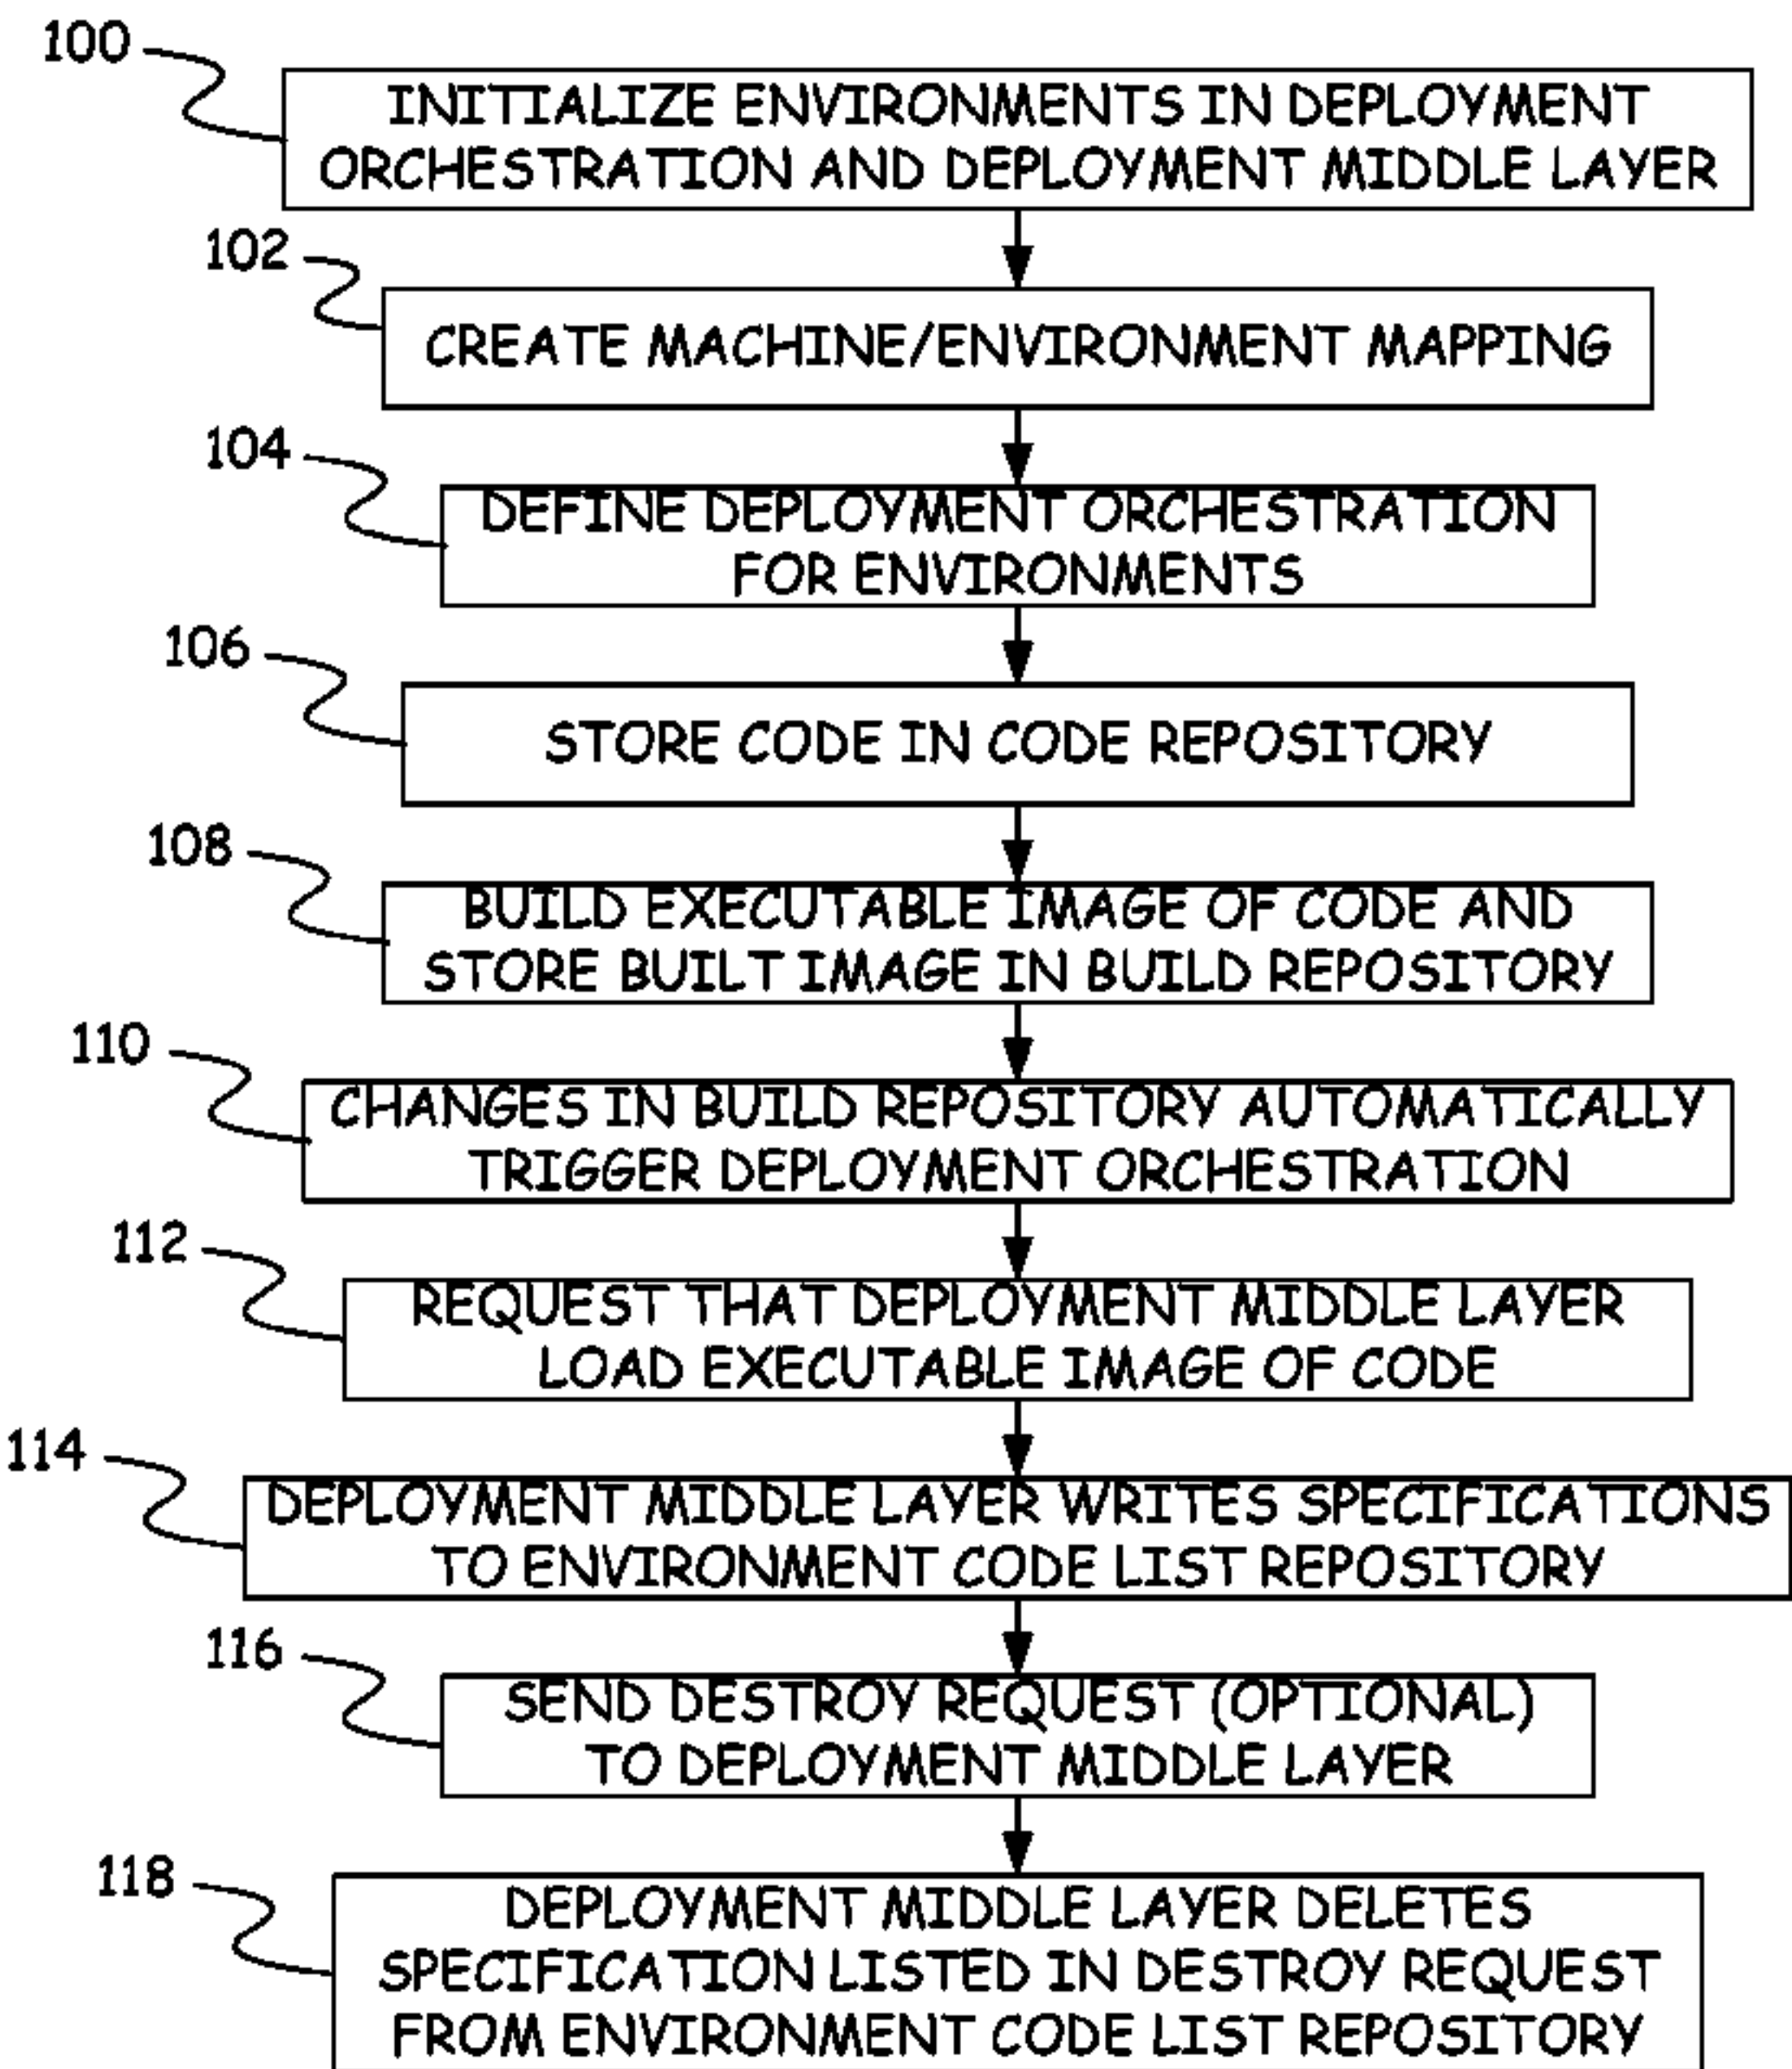 100
INITIALIZE ENVIRONMENTS IN DEPLOYMENT
ORCHESTRATION AND DEPLOYMENT MIDDLE LAYER
102
CREATE MACHINE/ENVIRONMENT MAPPING
104
DEFINE DEPLOYMENT ORCHESTRATION
FOR ENVIRONMENTS
106
STORE CODE IN CODE REPOSITORY
108
BUILD EXECUTABLE IMAGE OF CODE AND
STORE BUILT IMAGE IN BUILD REPOSITORY
110
CHANGES IN BUILD REPOSITORY AUTOMATICALLY
TRIGGER DEPLOYMENT ORCHESTRATION
112
REQUEST THAT DEPLOYMENT MIDDLE LAYER
LOAD EXECUTABLE IMAGE OF CODE
114
DEPLOYMENT MIDDLE LAYER WRITES SPECIFICATIONS
TO ENVIRONMENT CODE LIST REPOSITORY
116
SEND DESTROY REQUEST (OPTIONAL)
TO DEPLOYMENT MIDDLE LAYER
118
DEPLOYMENT MIDDLE LAYER DELETES
SPECIFICATION LISTED IN DESTROY REQUEST
FROM ENVIRONMENT CODE LIST REPOSITORY